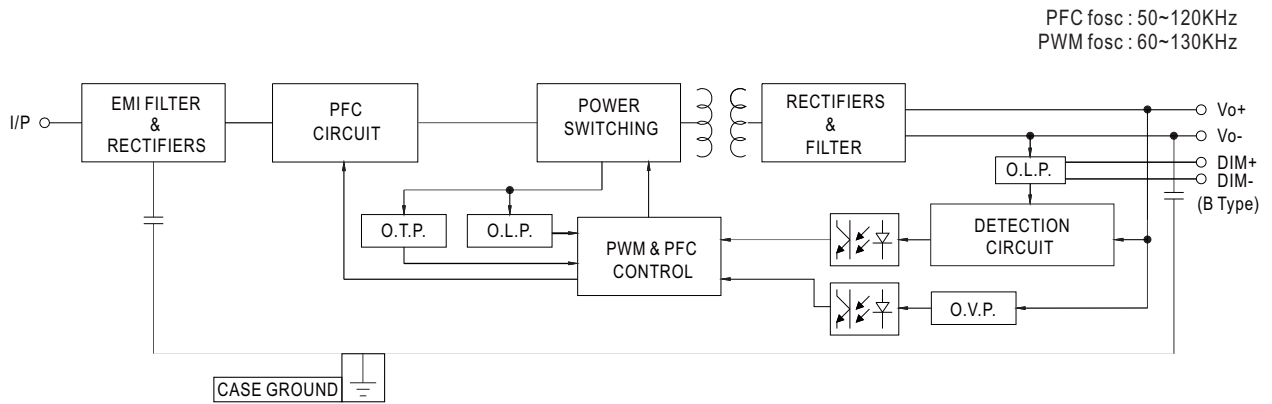 PFC fosc : 50~120KHz
PWM fosc : 60~130KHz
I/P
EMI FILTER
&
RECTIFIERS
PFC
CIRCUIT
POWER
SWITCHING
RECTIFIERS
&
FILTER
Vo+
Vo-
DIM+
DIM-
(B Type)
O.L.P.
O.T.P.
O.L.P.
PWM & PFC
CONTROL
DETECTION
CIRCUIT
O.V.P.
CASE GROUND